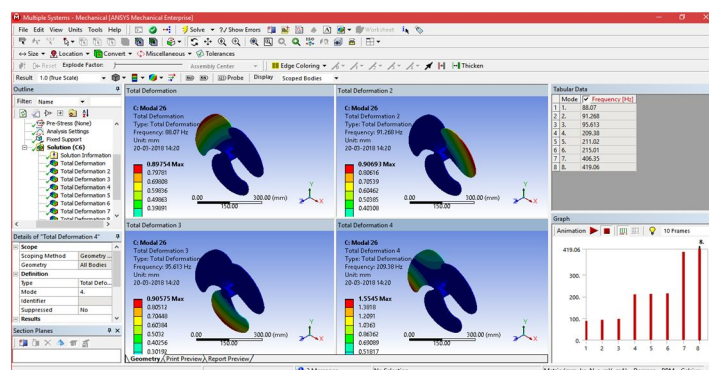 Multiple Systems - Mechanical [ANSYS Mechanical Enterprise]
File Edit View Units Tools Help Solve ?/ Show Errors Worksheet
Size Location Convert Miscellaneous Tolerances
Reset Explode Factor: Assembly Center Edge Coloring Thicken
Result 1.0 (True Scale) Probe Display Scoped Bodies
Outline
Filter: Name
Pre-Stress (None)
Analysis Settings
Fixed Support
Solution (C6)
Solution Information
Total Deformation
Total Deformation 2
Total Deformation 3
Total Deformation 4
Total Deformation 5
Total Deformation 6
Total Deformation 7
Total Deformation 8
Details of "Total Deformation 4"
Scope
Scoping Method Geometry ...
Geometry All Bodies
Definition
Type Total Defo...
Mode 4.
Identifier
Suppressed No
Results
Section Planes
Total Deformation
C: Modal 26
Total Deformation
Type: Total Deformation
Frequency: 88.07 Hz
Unit: mm
20-03-2018 14:20
0.89754 Max
0.79781
0.69808
0.59836
0.49863
0.39891
0.00 300.00 (mm)
150.00
Y
X
Total Deformation 2
C: Modal 26
Total Deformation 2
Type: Total Deformation
Frequency: 91.268 Hz
Unit: mm
20-03-2018 14:20
0.90693 Max
0.80616
0.70539
0.60462
0.50385
0.40308
0.00 300.00 (mm)
150.00
Y
X
Total Deformation 3
C: Modal 26
Total Deformation 3
Type: Total Deformation
Frequency: 95.613 Hz
Unit: mm
20-03-2018 14:20
0.90575 Max
0.80512
0.70448
0.60384
0.5032
0.40256
0.30192
0.00 300.00 (mm)
150.00
Y
X
Total Deformation 4
C: Modal 26
Total Deformation 4
Type: Total Deformation
Frequency: 209.38 Hz
Unit: mm
20-03-2018 14:20
1.5545 Max
1.3818
1.2091
1.0363
0.86362
0.69089
0.51817
0.00 300.00 (mm)
150.00
Y
X
Geometry Print Preview Report Preview
Tabular Data
Mode Frequency [Hz]
1 1. 88.07
2 2. 91.268
3 3. 95.613
4 4. 209.38
5 5. 211.02
6 6. 215.01
7 7. 406.35
8 8. 419.06
Graph
Animation 10 Frames
8.
419.06
300.
200.
100.
0.
1 2 3 4 5 6 7 8
No Selection